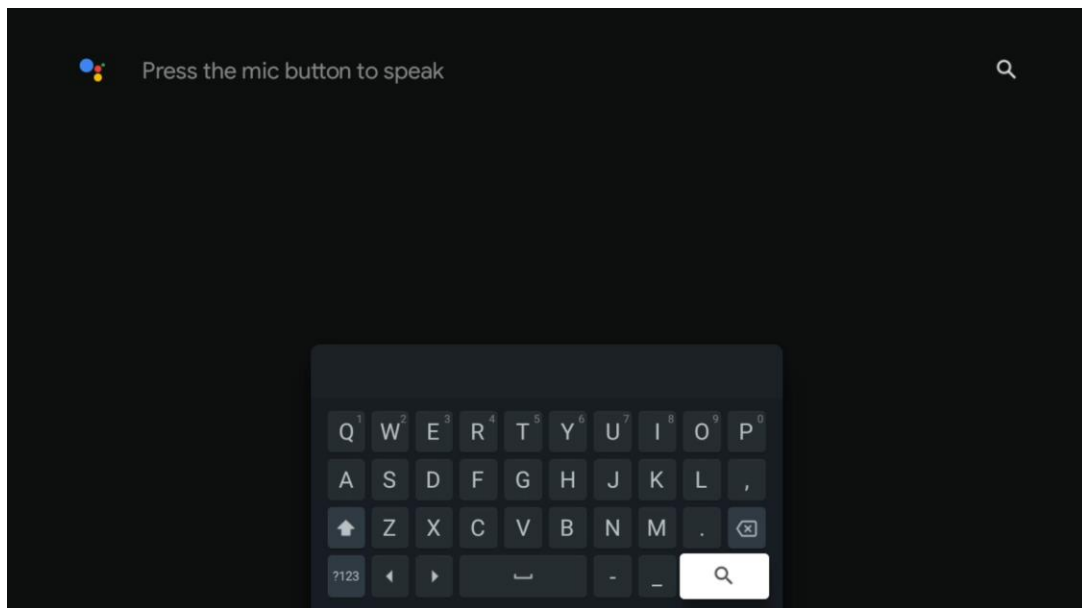 Press the mic button to speak
Q1 W2 E3 R4 T5 Y6 U7 I8 O9 P0
A S D F G H J K L ,
Z X C V B N M .
?123 - _